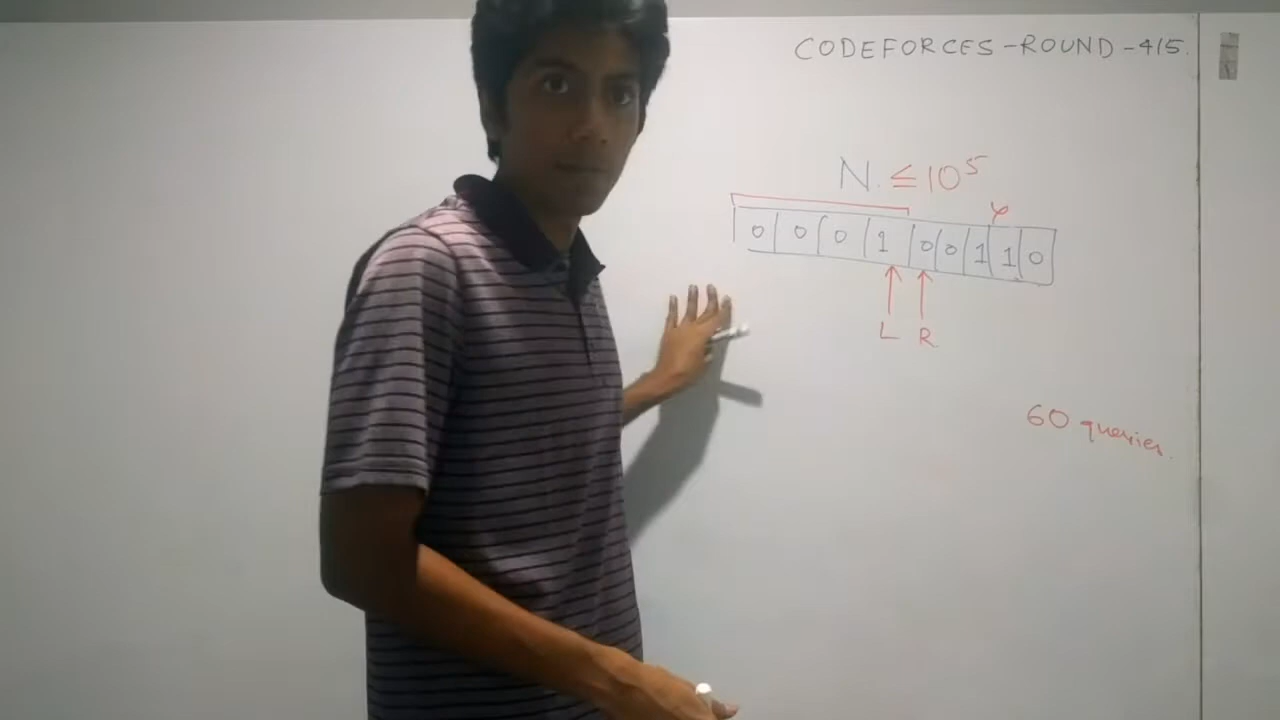 CODEFORCES-ROUND-415.
N. ≤ 10⁵
y
0 0 0 1 0 0 1 1 0
L R
60 queries.